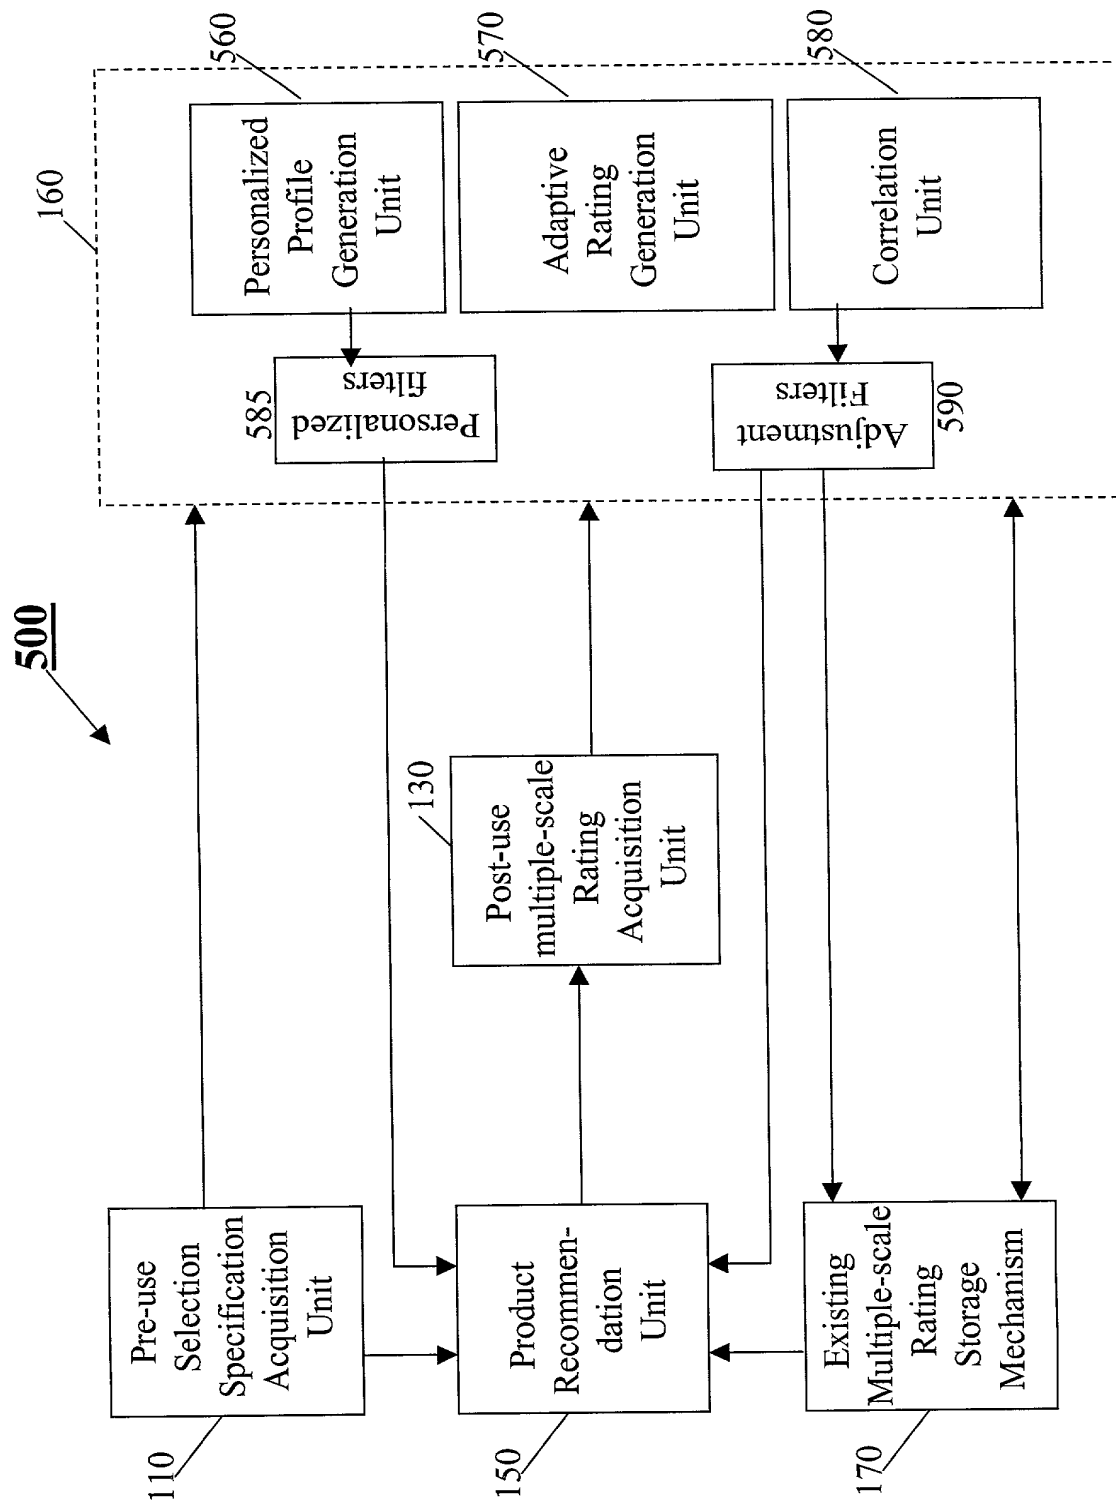 500
160
110
Pre-use
Selection
Specification
Acquisition
Unit
150
Product
Recommen-
dation
Unit
170
Existing
Multiple-scale
Rating
Storage
Mechanism
130
Post-use
multiple-scale
Rating
Acquisition
Unit
585
Personalized
filters
Adjustment
Filters
590
560
Personalized
Profile
Generation
Unit
570
Adaptive
Rating
Generation
Unit
580
Correlation
Unit